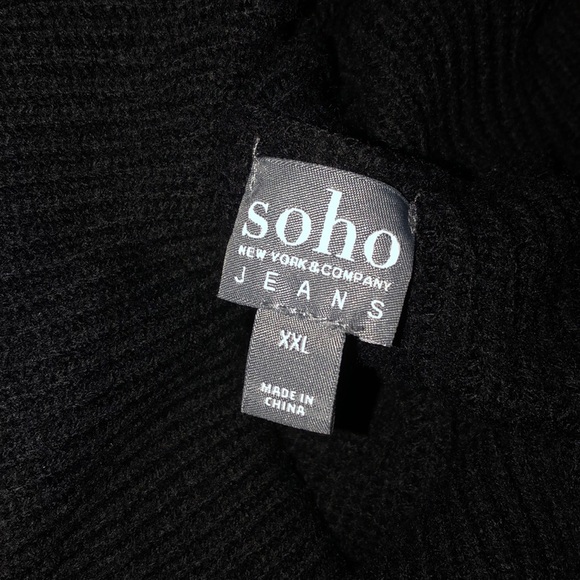 soho
NEW YORK & COMPANY
JEANS
XXL
MADE IN
CHINA